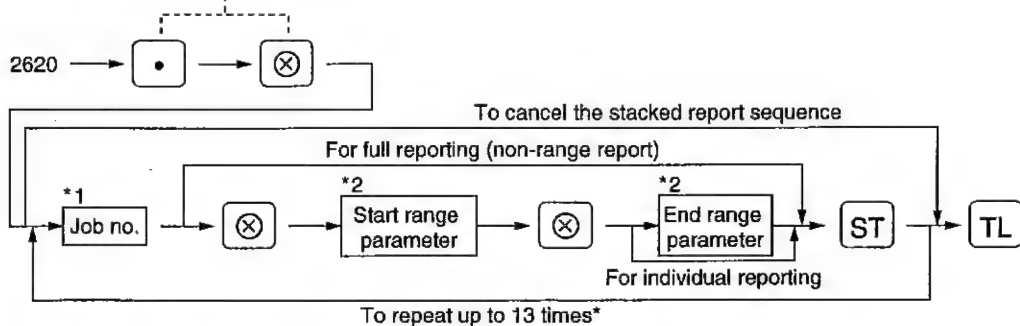 2620 • ⊗
To cancel the stacked report sequence
For full reporting (non-range report)
*1 *2 *2
Job no. ⊗ Start range parameter ⊗ End range parameter ST TL
For individual reporting
To repeat up to 13 times*